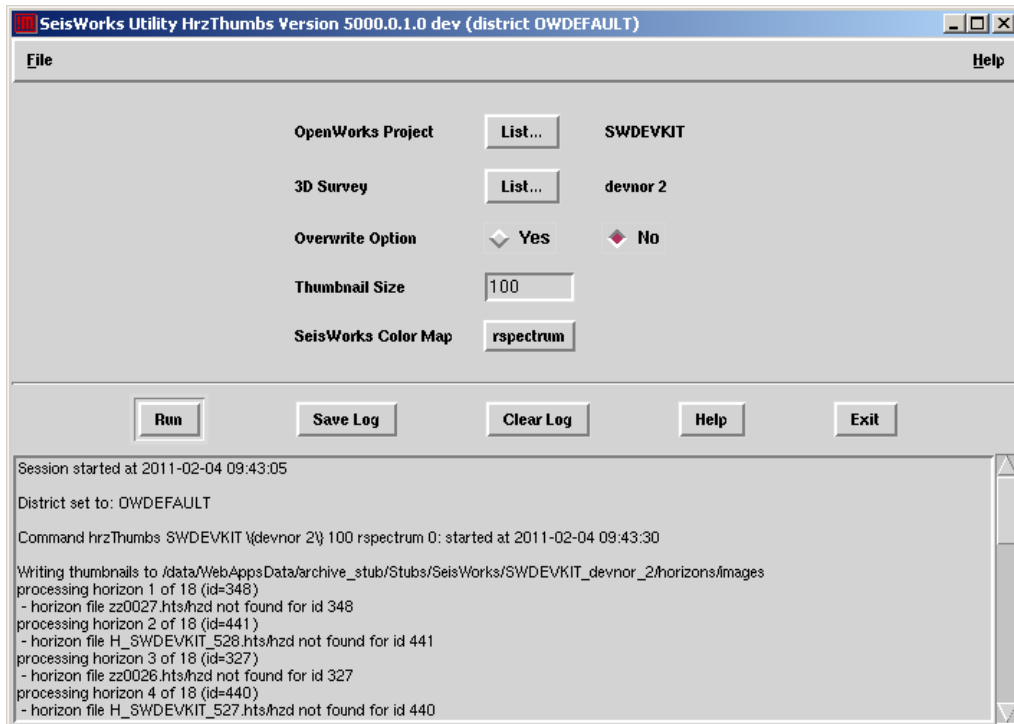 SeisWorks Utility HrzThumbs Version 5000.0.1.0 dev (district OWDEFAULT)
File Help
OpenWorks Project List... SWDEVKIT
3D Survey List... devnor 2
Overwrite Option Yes No
Thumbnail Size 100
SeisWorks Color Map rspectrum
Run Save Log Clear Log Help Exit
Session started at 2011-02-04 09:43:05
District set to: OWDEFAULT
Command hrzThumbs SWDEVKIT \{devnor 2\} 100 rspectrum 0: started at 2011-02-04 09:43:30
Writing thumbnails to /data/WebAppsData/archive_stub/Stubs/SeisWorks/SWDEVKIT_devnor_2/horizons/images
processing horizon 1 of 18 (id=348)
- horizon file zz0027.hts/hzd not found for id 348
processing horizon 2 of 18 (id=441)
- horizon file H_SWDEVKIT_528.hts/hzd not found for id 441
processing horizon 3 of 18 (id=327)
- horizon file zz0026.hts/hzd not found for id 327
processing horizon 4 of 18 (id=440)
- horizon file H_SWDEVKIT_527.hts/hzd not found for id 440